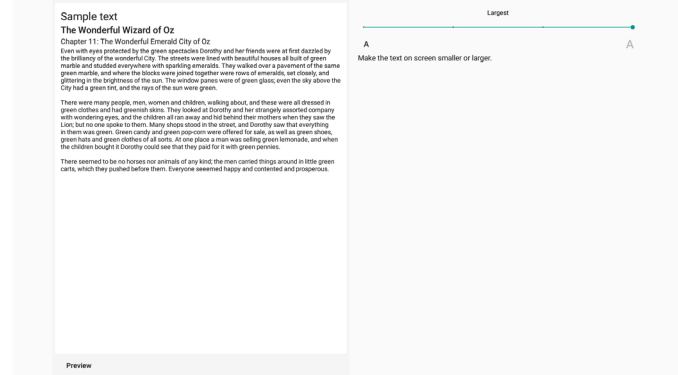 Sample text
The Wonderful Wizard of Oz
Chapter 11: The Wonderful Emerald City of Oz
Even with eyes protected by the green spectacles Dorothy and her friends were at first dazzled by
the brilliancy of the wonderful City. The streets were lined with beautiful houses all built of green
marble and studded everywhere with sparkling emeralds. They walked over a pavement of the same
green marble, and where the blocks were joined together were rows of emeralds, set closely, and
glittering in the brightness of the sun. The window panes were of green glass; even the sky above the
City had a green tint, and the rays of the sun were green.
There were many people, men, women and children, walking about, and these were all dressed in
green clothes and had greenish skins. They looked at Dorothy and her strangely assorted company
with wondering eyes, and the children all ran away and hid behind their mothers when they saw the
Lion; but no one spoke to them. Many shops stood in the street, and Dorothy saw that everything
in them was green. Green candy and green pop-corn were offered for sale, as well as green shoes,
green hats and green clothes of all sorts. At one place a man was selling green lemonade, and when
the children bought it Dorothy could see that they paid for it with green pennies.
There seemed to be no horses nor animals of any kind; the men carried things around in little green
carts, which they pushed before them. Everyone seeemed happy and contented and prosperous.
Preview
Largest
A A
Make the text on screen smaller or larger.